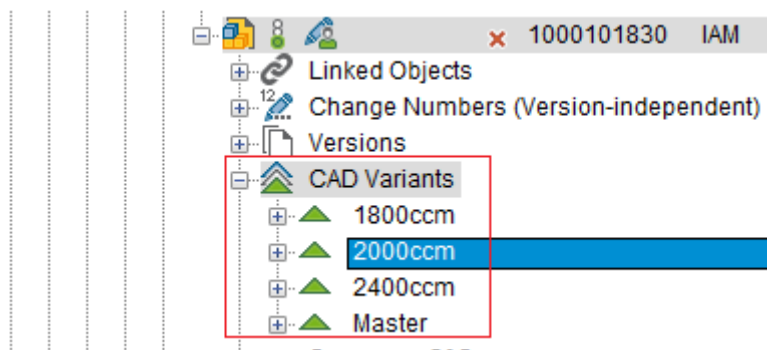 1000101830 IAM
Linked Objects
12
Change Numbers (Version-independent)
Versions
CAD Variants
1800ccm
2000ccm
2400ccm
Master